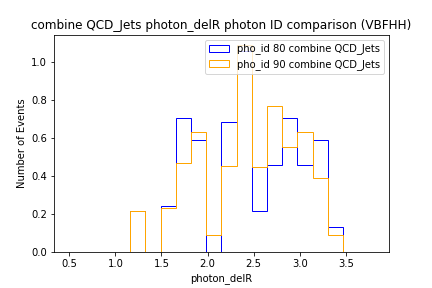 combine QCD_Jets photon_delR photon ID comparison (VBFHH)
pho_id 80 combine QCD_Jets
pho_id 90 combine QCD_Jets
Number of Events
1.0
0.8
0.6
0.4
0.2
0.0
0.5 1.0 1.5 2.0 2.5 3.0 3.5
photon_delR